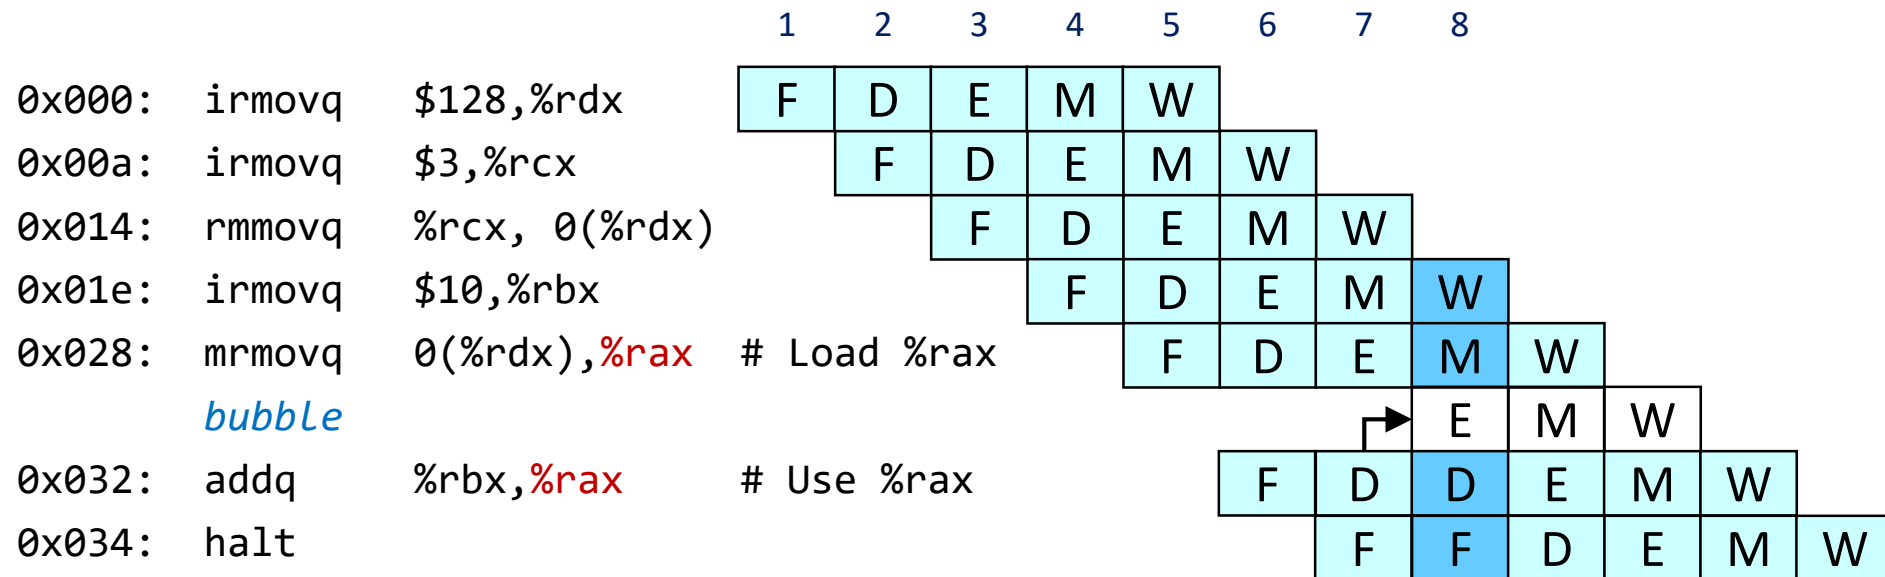 1 2 3 4 5 6 7 8
0x000: irmovq $128,%rdx F D E M W
0x00a: irmovq $3,%rcx F D E M W
0x014: rmmovq %rcx, 0(%rdx) F D E M W
0x01e: irmovq $10,%rbx F D E M W
0x028: mrmovq 0(%rdx),%rax # Load %rax F D E M W
bubble E M W
0x032: addq %rbx,%rax # Use %rax F D D E M W
0x034: halt F F D E M W